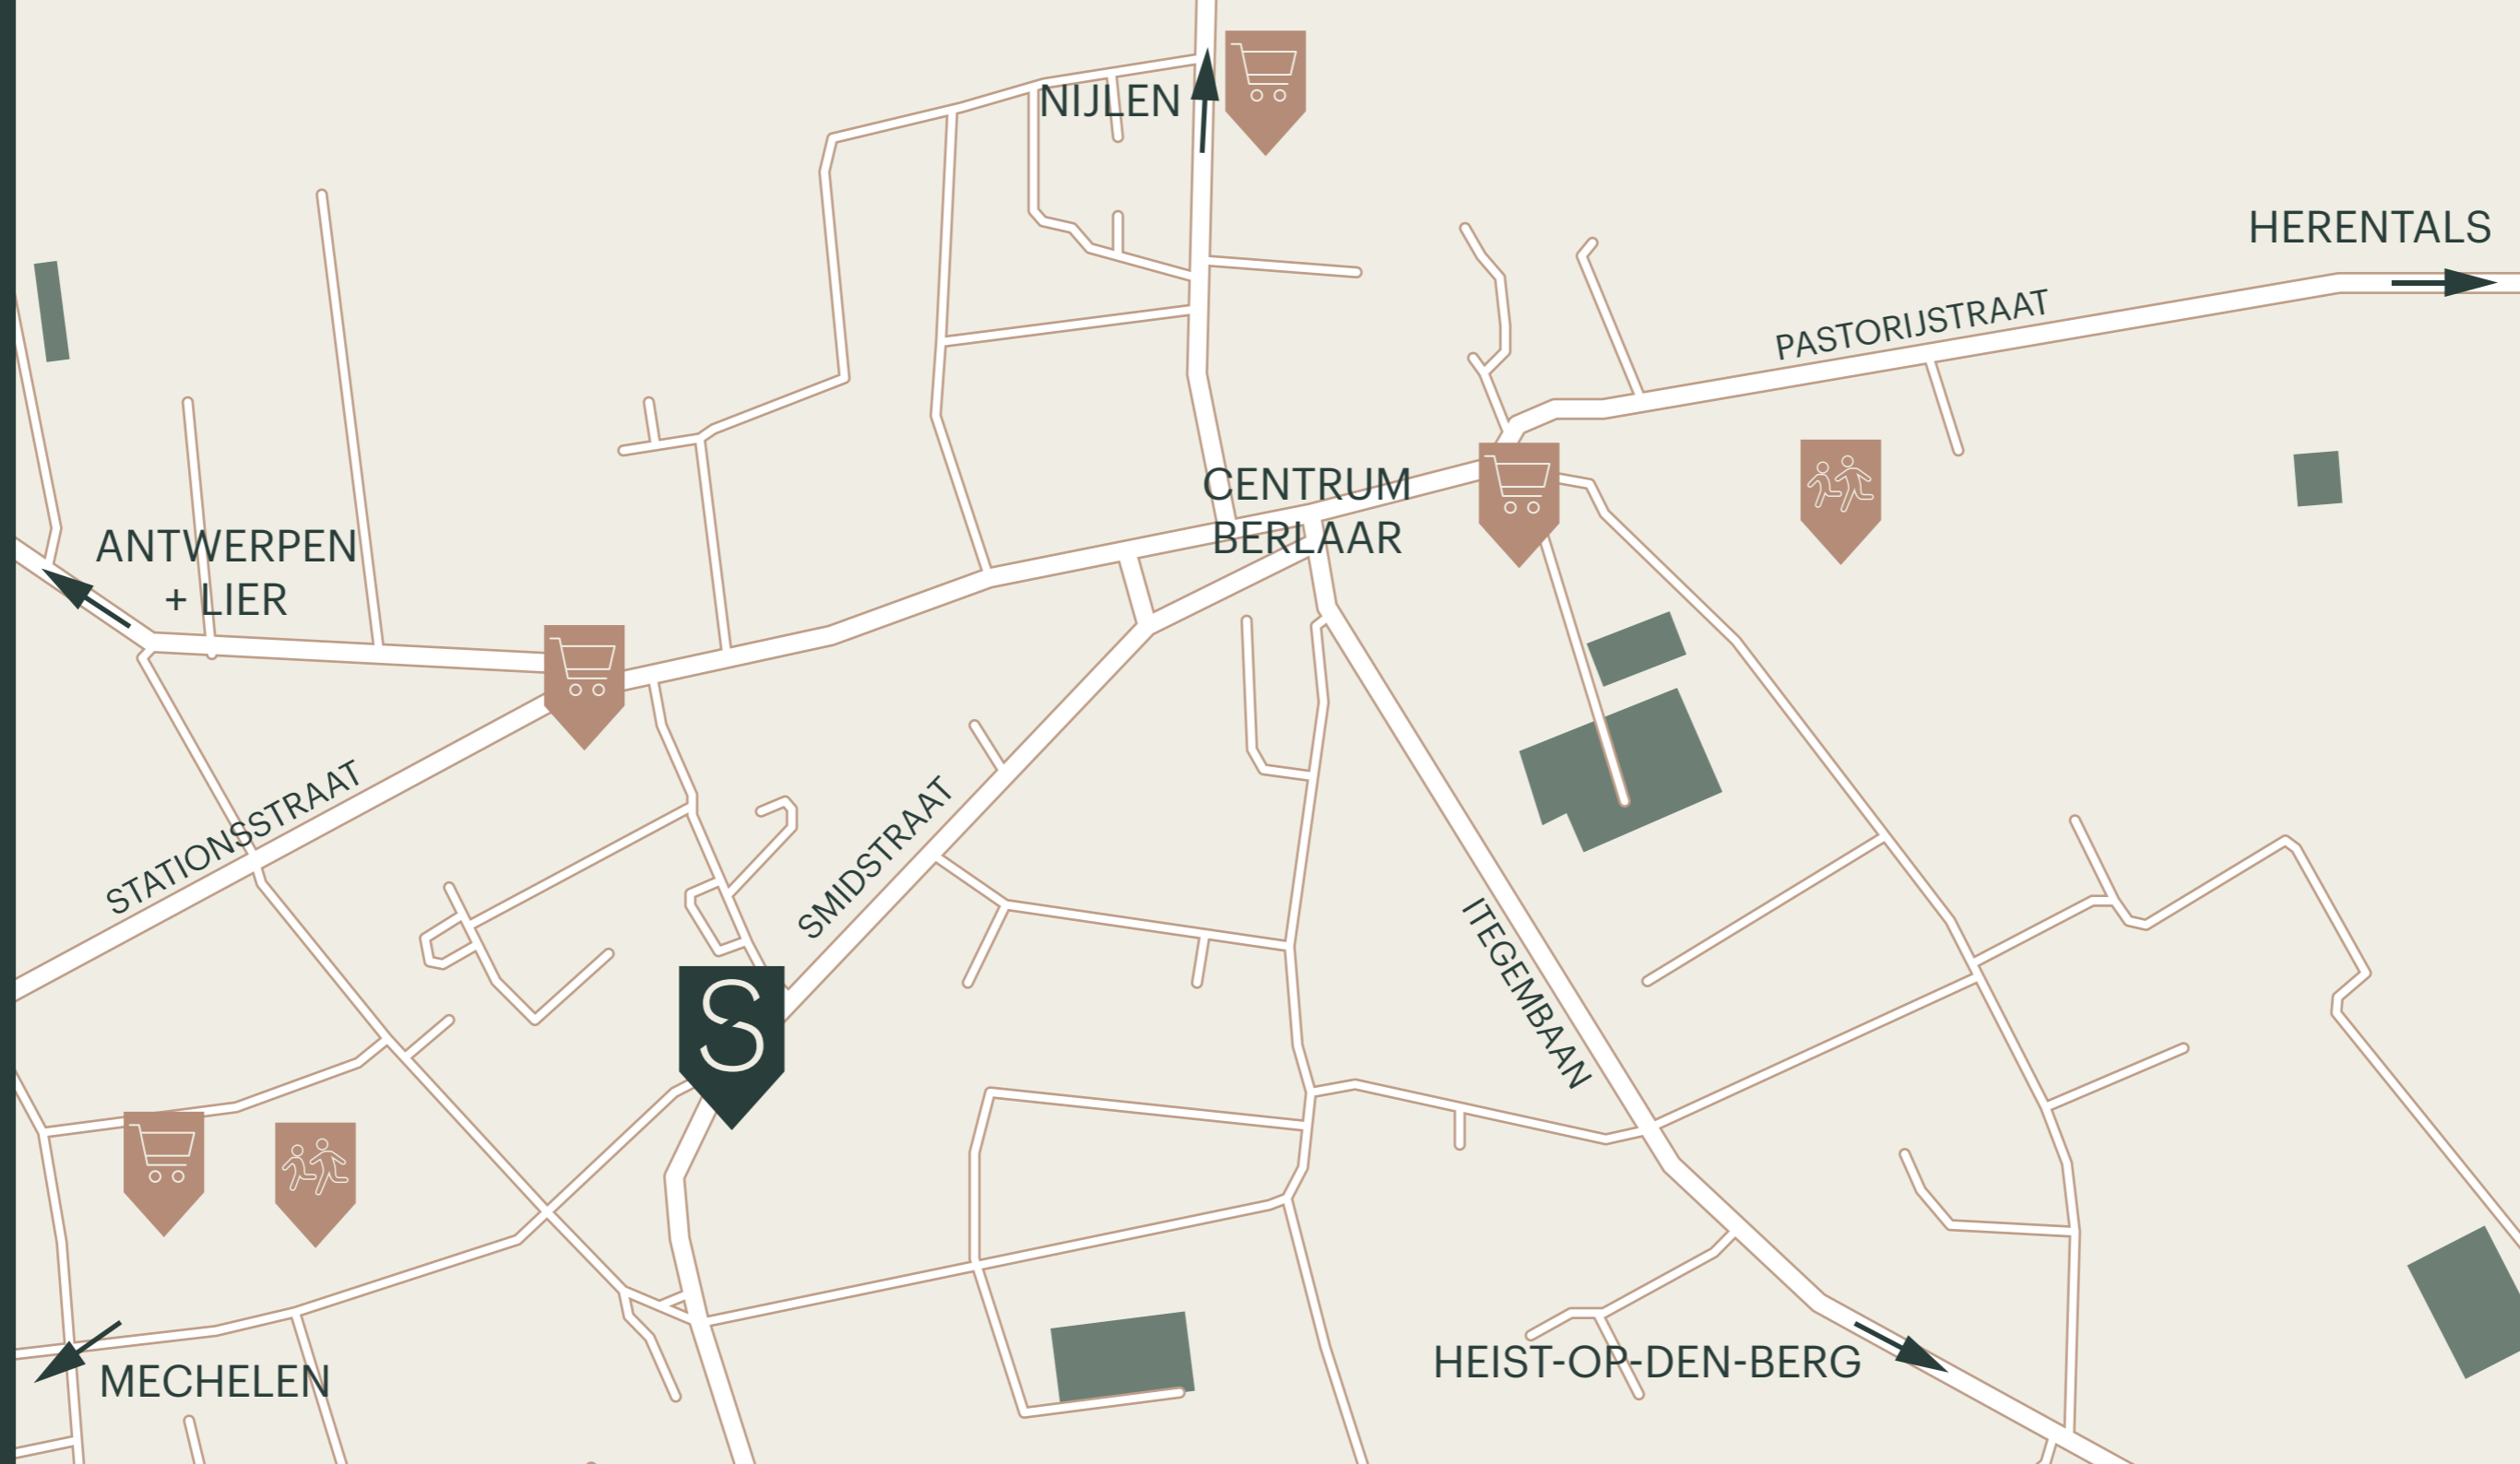 NIJLEN
HERENTALS
PASTORIJSTRAAT
CENTRUM
BERLAAR
ANTWERPEN
+ LIER
STATIONSSTRAAT
SMIDSTRAAT
ITEGEMBAAN
S
MECHELEN
HEIST-OP-DEN-BERG